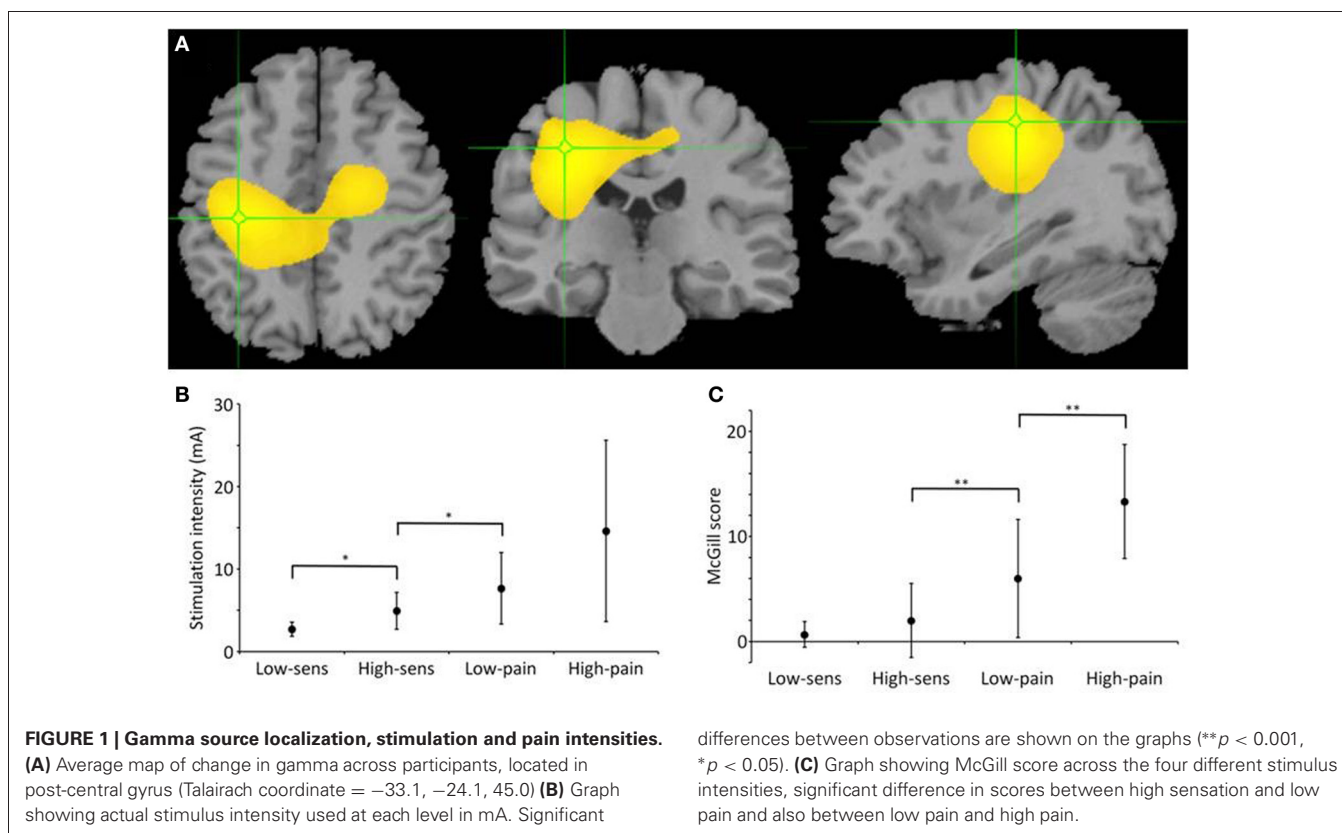 A
B
30
20
10
0
Stimulation intensity (mA)
*
*
Low-sens High-sens Low-pain High-pain
C
20
10
0
McGill score
**
**
Low-sens High-sens Low-pain High-pain
FIGURE 1 | Gamma source localization, stimulation and pain intensities.
(A) Average map of change in gamma across participants, located in
post-central gyrus (Talairach coordinate = −33.1, −24.1, 45.0) (B) Graph
showing actual stimulus intensity used at each level in mA. Significant
differences between observations are shown on the graphs (**p < 0.001,
*p < 0.05). (C) Graph showing McGill score across the four different stimulus
intensities, significant difference in scores between high sensation and low
pain and also between low pain and high pain.